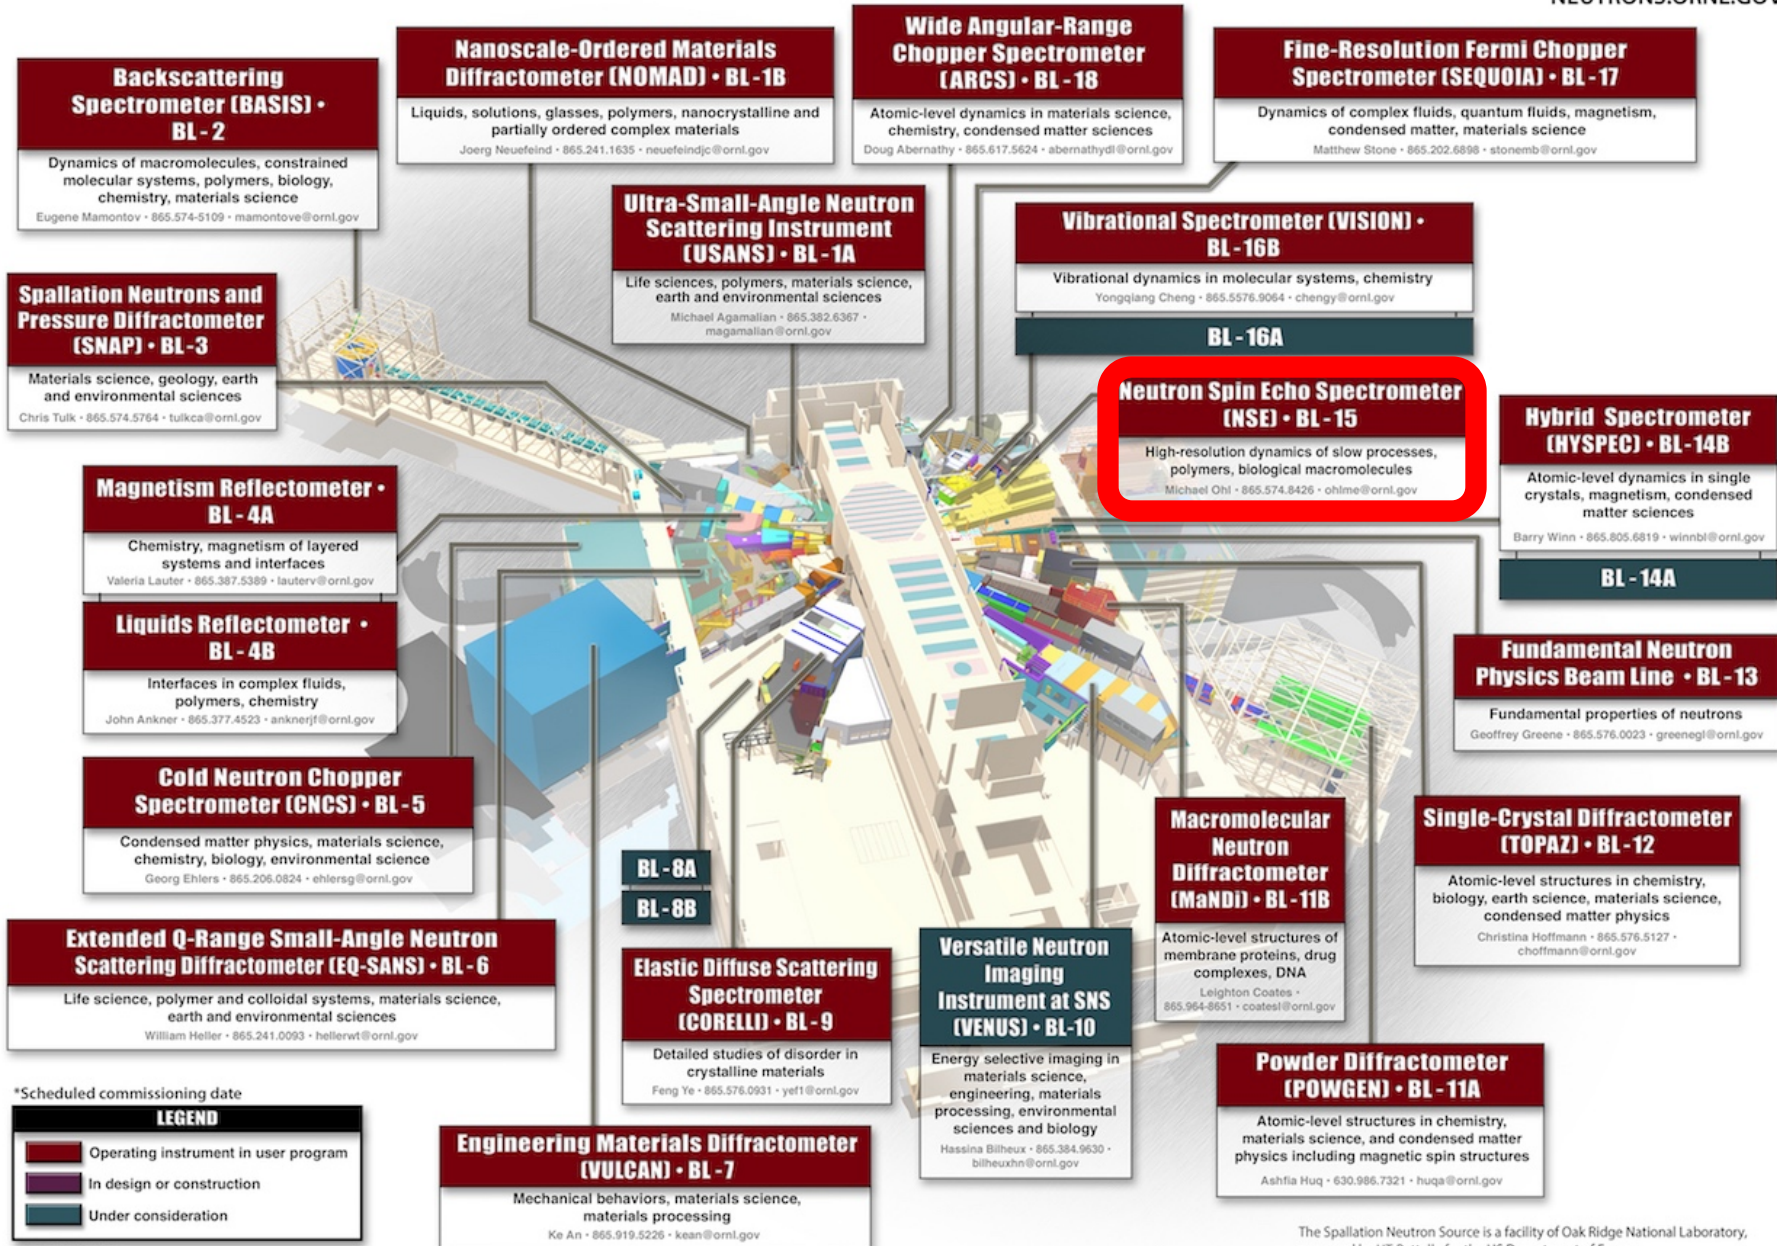 NEUTRONS.ORNL.GOV
Backscattering
Spectrometer (BASIS) •
BL - 2
Dynamics of macromolecules, constrained
molecular systems, polymers, biology,
chemistry, materials science
Eugene Mamontov • 865.574-5109 • mamontove@ornl.gov
Nanoscale-Ordered Materials
Diffractometer (NOMAD) • BL-1B
Liquids, solutions, glasses, polymers, nanocrystalline and
partially ordered complex materials
Joerg Neuefeind • 865.241.1635 • neuefeindjc@ornl.gov
Wide Angular-Range
Chopper Spectrometer
(ARCS) • BL-18
Atomic-level dynamics in materials science,
chemistry, condensed matter sciences
Doug Abernathy • 865.617.5624 • abernathydl@ornl.gov
Fine-Resolution Fermi Chopper
Spectrometer (SEQUOIA) • BL-17
Dynamics of complex fluids, quantum fluids, magnetism,
condensed matter, materials science
Matthew Stone • 865.202.6898 • stonemb@ornl.gov
Ultra-Small-Angle Neutron
Scattering Instrument
(USANS) • BL-1A
Life sciences, polymers, materials science,
earth and environmental sciences
Michael Agamalian • 865.382.6367 •
magamalian@ornl.gov
Vibrational Spectrometer (VISION) •
BL-16B
Vibrational dynamics in molecular systems, chemistry
Yongqiang Cheng • 865.5576.9064 • chengy@ornl.gov
BL-16A
Spallation Neutrons and
Pressure Diffractometer
(SNAP) • BL-3
Materials science, geology, earth
and environmental sciences
Chris Tulk • 865.574.5764 • tulkca@ornl.gov
Neutron Spin Echo Spectrometer
(NSE) • BL-15
High-resolution dynamics of slow processes,
polymers, biological macromolecules
Michael Ohl • 865.574.8426 • ohlme@ornl.gov
Hybrid Spectrometer
(HYSPEC) • BL-14B
Atomic-level dynamics in single
crystals, magnetism, condensed
matter sciences
Barry Winn • 865.805.6819 • winnbl@ornl.gov
BL-14A
Magnetism Reflectometer •
BL- 4A
Chemistry, magnetism of layered
systems and interfaces
Valeria Lauter • 865.387.5389 • lauterv@ornl.gov
Liquids Reflectometer •
BL- 4B
Interfaces in complex fluids,
polymers, chemistry
John Ankner • 865.377.4523 • anknerjf@ornl.gov
Fundamental Neutron
Physics Beam Line • BL-13
Fundamental properties of neutrons
Geoffrey Greene • 865.576.0023 • greenegl@ornl.gov
Cold Neutron Chopper
Spectrometer (CNCS) • BL-5
Condensed matter physics, materials science,
chemistry, biology, environmental science
Georg Ehlers • 865.206.0824 • ehlersg@ornl.gov
BL-8A
BL-8B
Macromolecular
Neutron
Diffractometer
(MaNDi) • BL-11B
Atomic-level structures of
membrane proteins, drug
complexes, DNA
Leighton Coates •
865.964-8651 • coatesl@ornl.gov
Single-Crystal Diffractometer
(TOPAZ) • BL-12
Atomic-level structures in chemistry,
biology, earth science, materials science,
condensed matter physics
Christina Hoffmann • 865.576.5127 •
choffmann@ornl.gov
Extended Q-Range Small-Angle Neutron
Scattering Diffractometer (EQ-SANS) • BL-6
Life science, polymer and colloidal systems, materials science,
earth and environmental sciences
William Heller • 865.241.0093 • hellerwt@ornl.gov
Elastic Diffuse Scattering
Spectrometer
(CORELLI) • BL-9
Detailed studies of disorder in
crystalline materials
Feng Ye • 865.576.0931 • yef1@ornl.gov
Versatile Neutron
Imaging
Instrument at SNS
(VENUS) • BL-10
Energy selective imaging in
materials science,
engineering, materials
processing, environmental
sciences and biology
Hassina Bilheux • 865.384.9630 •
bilheuxhn@ornl.gov
Powder Diffractometer
(POWGEN) • BL-11A
Atomic-level structures in chemistry,
materials science, and condensed matter
physics including magnetic spin structures
Ashfia Huq • 630.986.7321 • huqa@ornl.gov
*Scheduled commissioning date
LEGEND
Operating instrument in user program
In design or construction
Under consideration
Engineering Materials Diffractometer
(VULCAN) • BL-7
Mechanical behaviors, materials science,
materials processing
Ke An • 865.919.5226 • kean@ornl.gov
The Spallation Neutron Source is a facility of Oak Ridge National Laboratory,